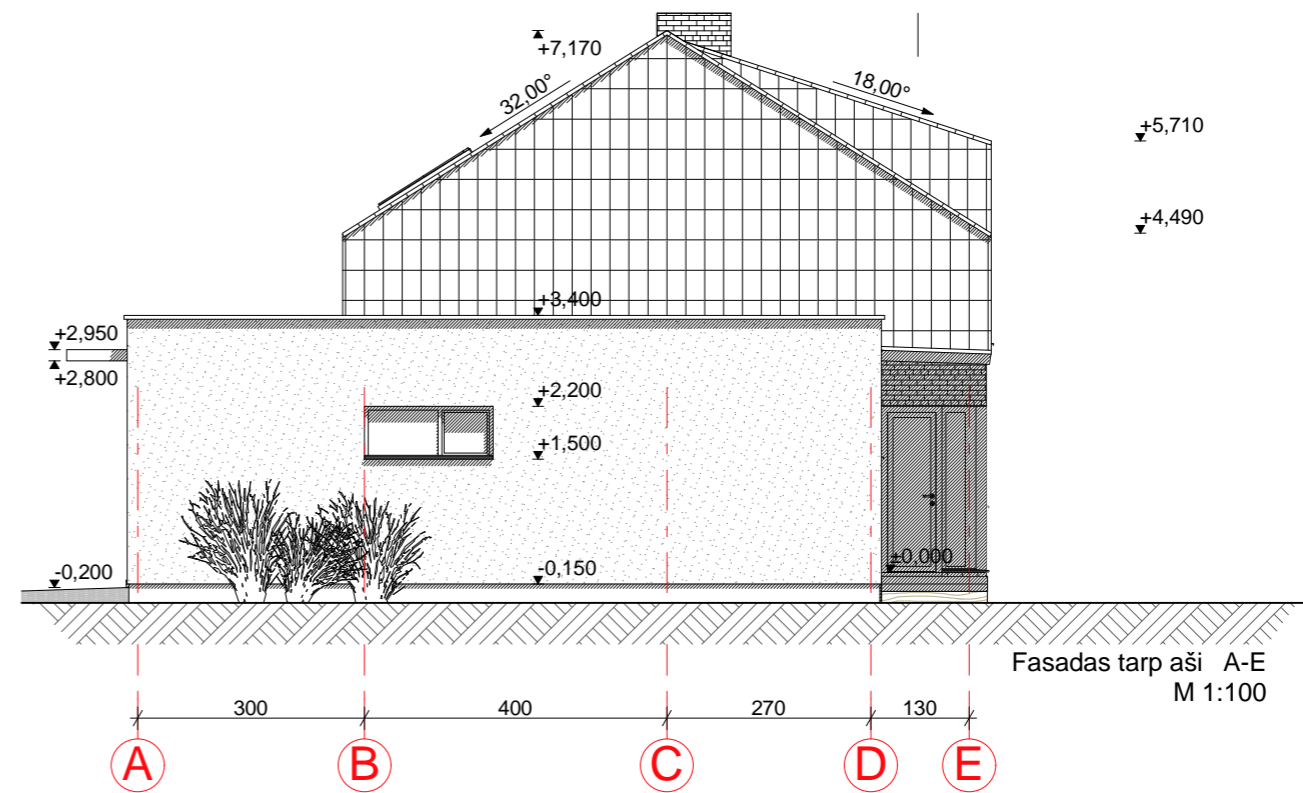 +7,170
32,00°
18,00°
+5,710
+4,490
+3,400
+2,950
+2,800
+2,200
+1,500
±0,000
-0,200
-0,150
Fasadas tarp aši A-E
M 1:100
300
400
270
130
A
B
C
D
E